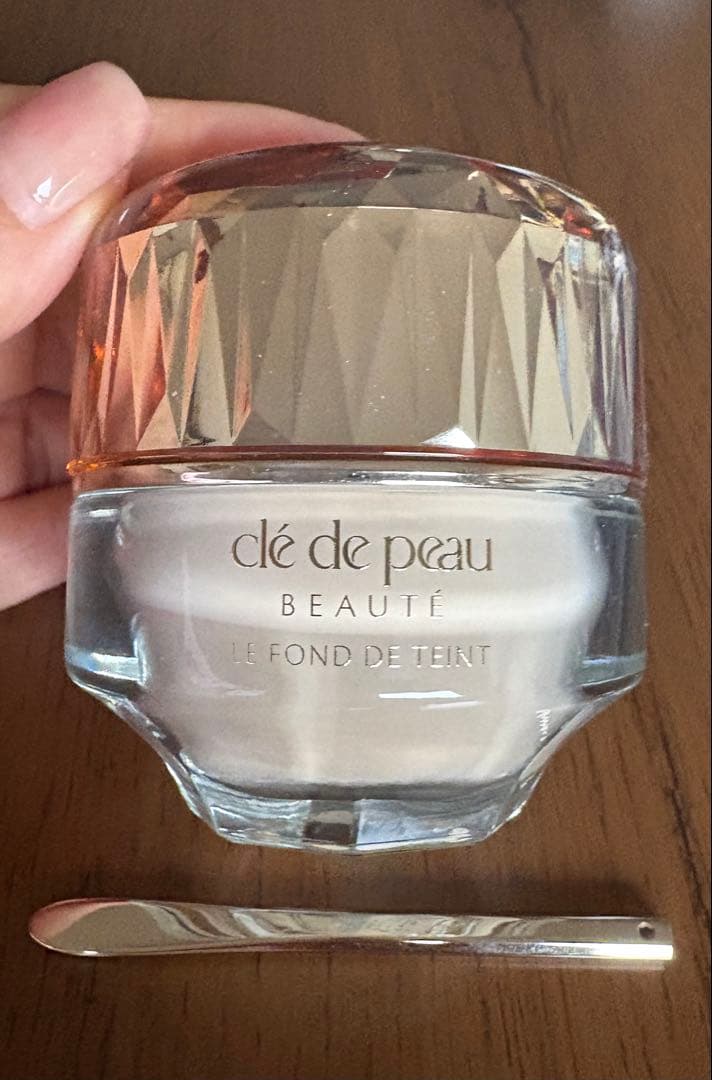 clé de peau
BEAUTÉ
LE FOND DE TEINT